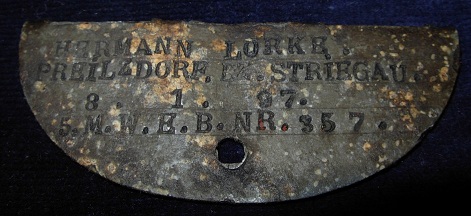 HERMANN LORKE.
PREILSDORF, KR. STRIEGAU.
8. 1. 97.
5. M.W.E.B. NR. 357.